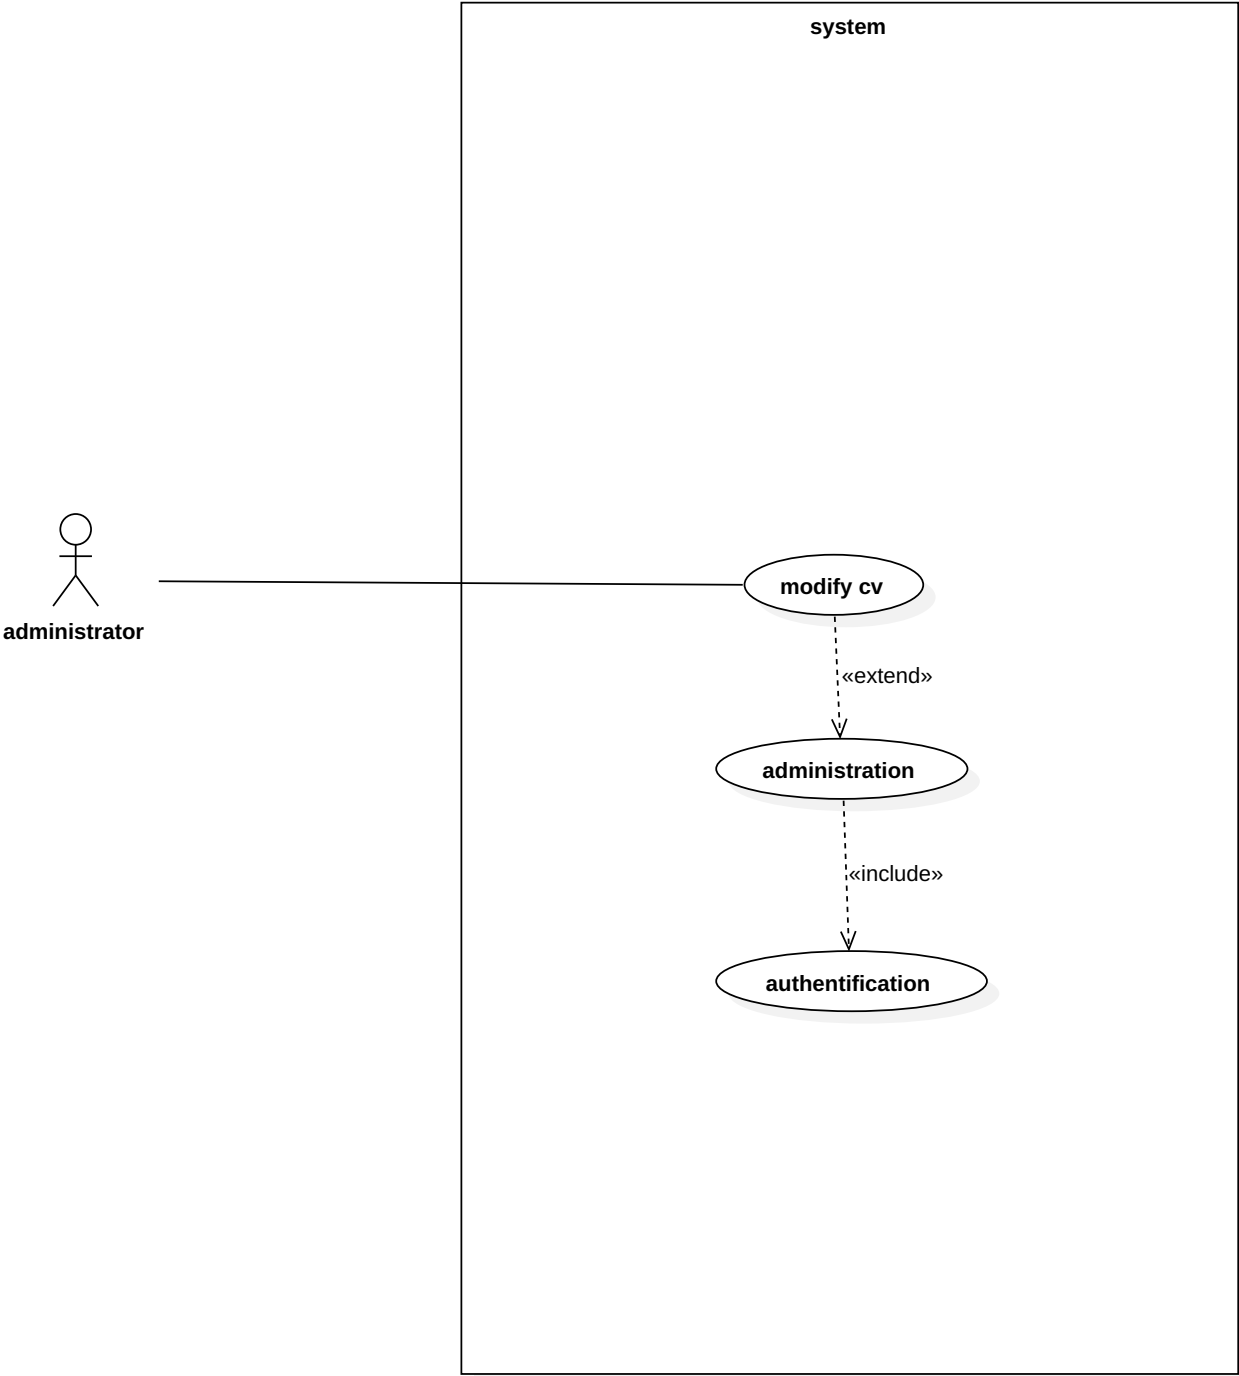 system
administrator
modify cv
«extend»
administration
«include»
authentification